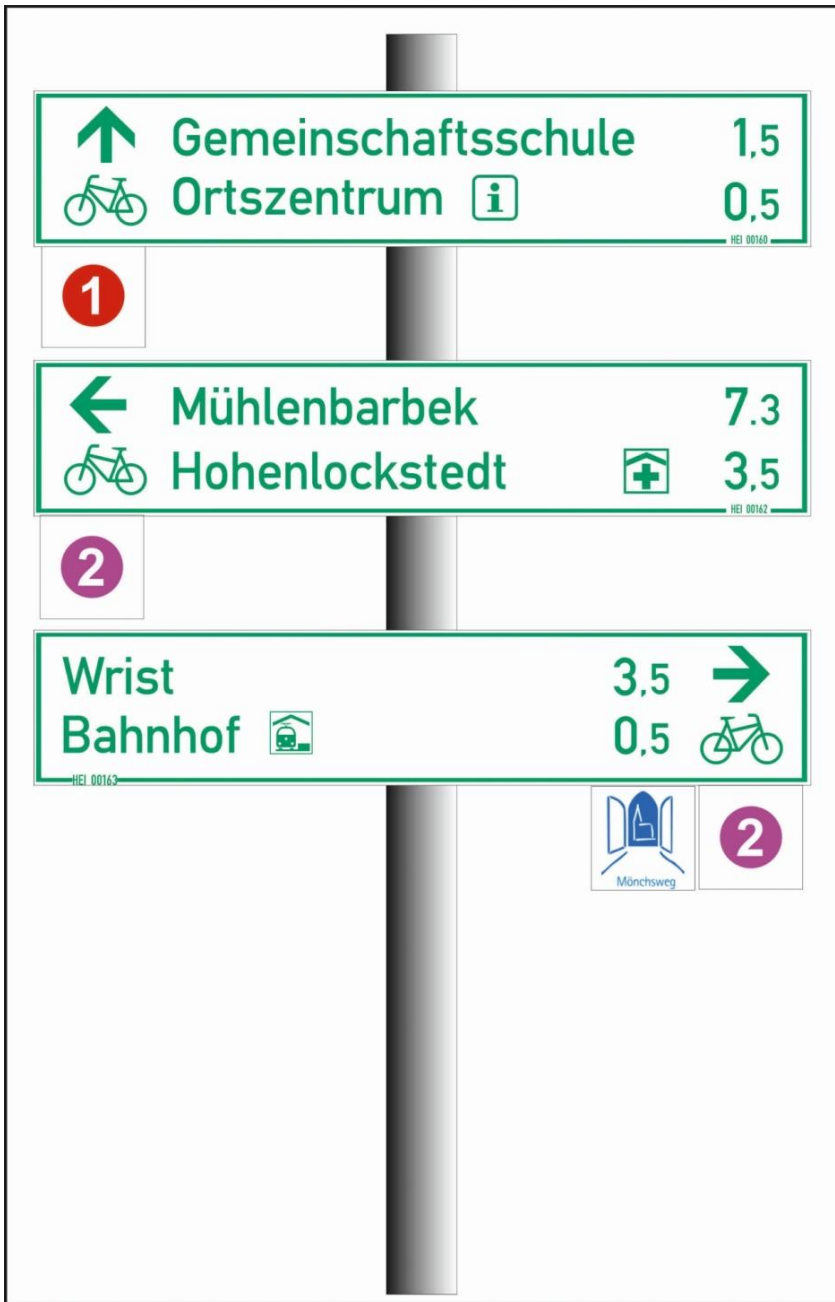 Gemeinschaftsschule 1,5
Ortszentrum i 0,5
HEI 00160
1
Mühlenbarbek 7.3
Hohenlockstedt 3,5
HEI 00162
2
Wrist 3,5
Bahnhof 0,5
HEI 00163
Mönchsweg
2